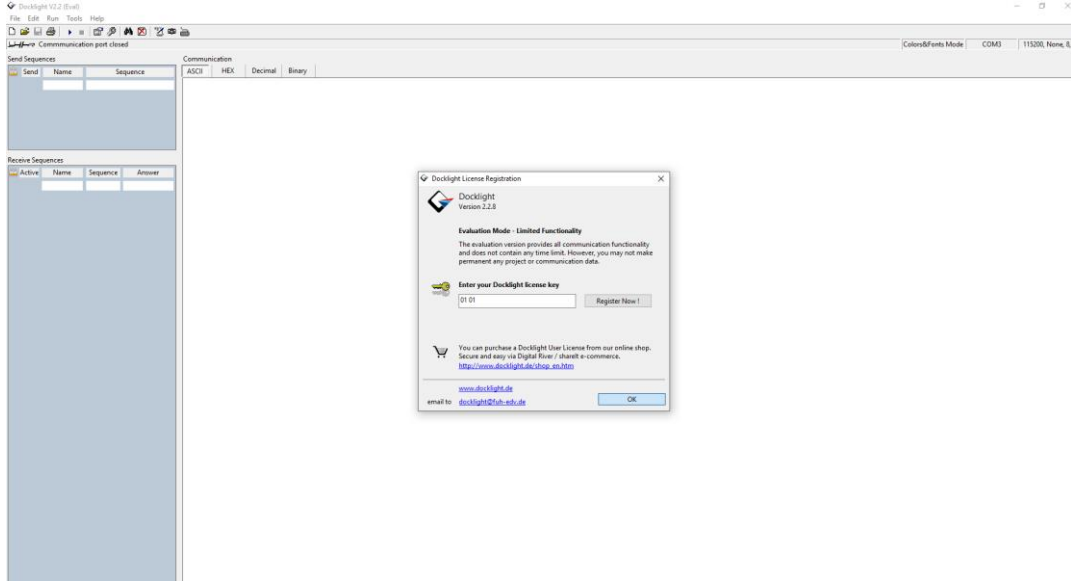 Docklight V2.2 (Eval)
File Edit Run Tools Help
Commmunication port closed
Colors&Fonts Mode COM3 115200, None, 8,
Send Sequences
Send Name Sequence
Communication
ASCII HEX Decimal Binary
Receive Sequences
Active Name Sequence Answer
Docklight License Registration
Docklight
Version 2.2.8
Evaluation Mode - Limited Functionality
The evaluation version provides all communication functionality
and does not contain any time limit. However, you may not make
permanent any project or communication data.
Enter your Docklight license key
01 01
Register Now !
You can purchase a Docklight User License from our online shop.
Secure and easy via Digital River / shareIt e-commerce.
http://www.docklight.de/shop_en.htm
www.docklight.de
email to docklight@fuh-edv.de
OK